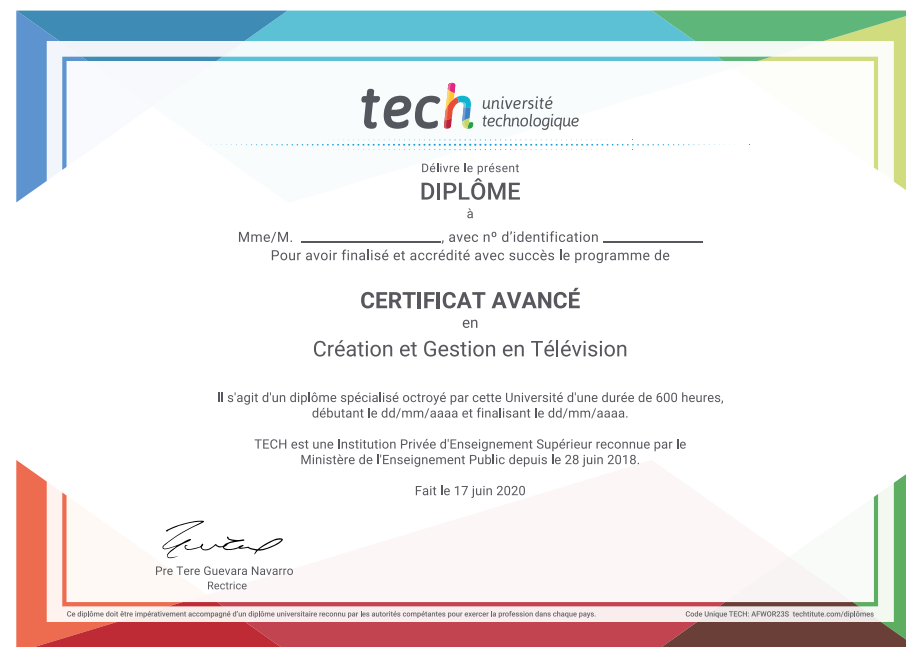 tech université
technologique
Délivre le présent
DIPLÔME
à
Mme/M. ____________________, avec nº d'identification ______________
Pour avoir finalisé et accrédité avec succès le programme de
CERTIFICAT AVANCÉ
en
Création et Gestion en Télévision
Il s'agit d'un diplôme spécialisé octroyé par cette Université d'une durée de 600 heures,
débutant le dd/mm/aaaa et finalisant le dd/mm/aaaa.
TECH est une Institution Privée d'Enseignement Supérieur reconnue par le
Ministère de l'Enseignement Public depuis le 28 juin 2018.
Fait le 17 juin 2020
Pre Tere Guevara Navarro
Rectrice
Ce diplôme doit être impérativement accompagné d'un diplôme universitaire reconnu par les autorités compétantes pour exercer la profession dans chaque pays.
Code Unique TECH: AFWOR23S techtitute.com/diplômes